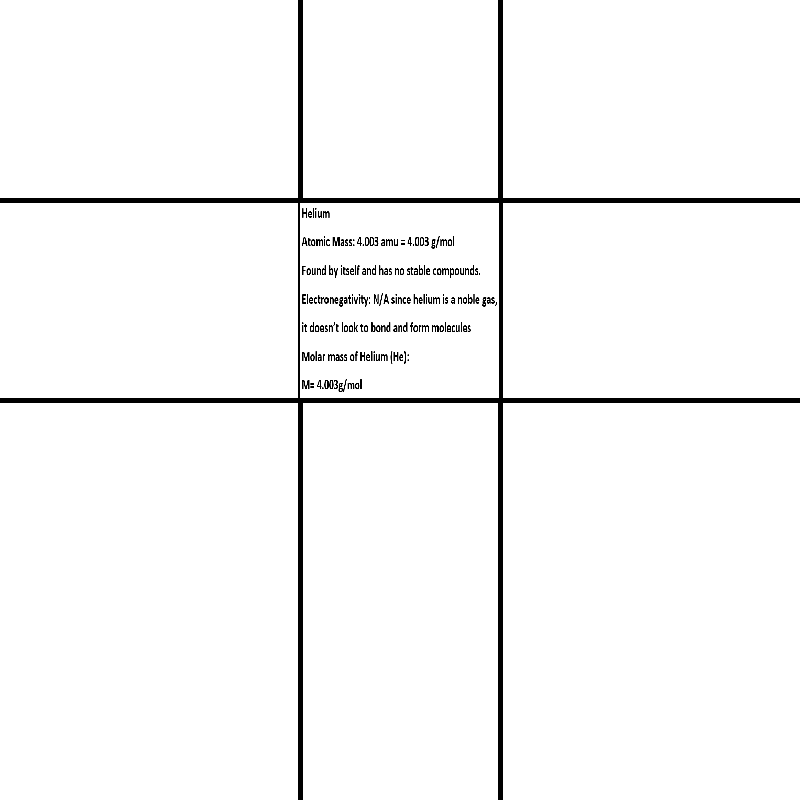 Helium
Atomic Mass: 4.003 amu = 4.003 g/mol
Found by itself and has no stable compounds.
Electronegativity: N/A since helium is a noble gas,
it doesn't look to bond and form molecules
Molar mass of Helium (He):
M= 4.003g/mol